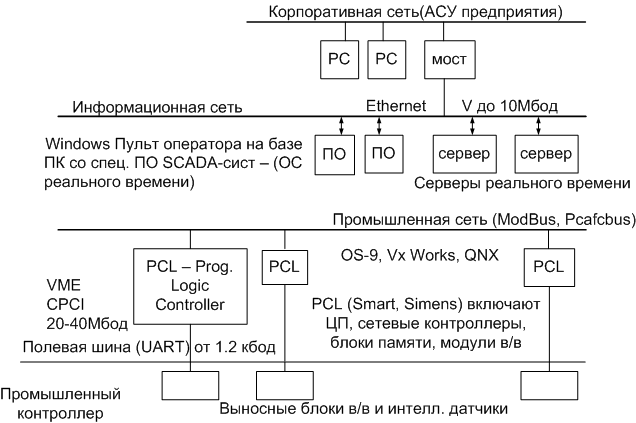 Корпоративная сеть(АСУ предприятия)
PC
PC
мост
Информационная сеть
Ethernet
V до 10Мбод
Windows Пульт оператора на базе
ПК со спец. ПО SCADA-сист – (ОС
реального времени)
ПО
ПО
сервер
сервер
Серверы реального времени
Промышленная сеть (ModBus, Pcafcbus)
PCL – Prog.
Logic
Controller
PCL
OS-9, Vx Works, QNX
PCL
VME
CPCI
20-40Мбод
PCL (Smart, Simens) включают
ЦП, сетевые контроллеры,
блоки памяти, модули в/в
Полевая шина (UART) от 1.2 кбод
Промышленный
контроллер
Выносные блоки в/в и интелл. датчики